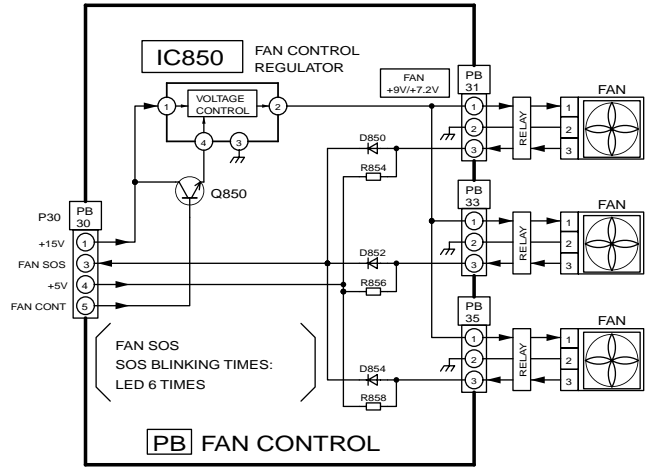 IC850
FAN CONTROL
REGULATOR
VOLTAGE
CONTROL
1
2
4
3
Q850
FAN
+9V/+7.2V
PB
31
1
2
3
RELAY
FAN
1
2
3
D850
R854
P30
PB
30
+15V
1
FAN SOS
3
+5V
4
FAN CONT
5
PB
33
1
2
3
RELAY
FAN
1
2
3
D852
R856
PB
35
1
2
3
RELAY
FAN
1
2
3
D854
R858
FAN SOS
SOS BLINKING TIMES:
LED 6 TIMES
PB FAN CONTROL